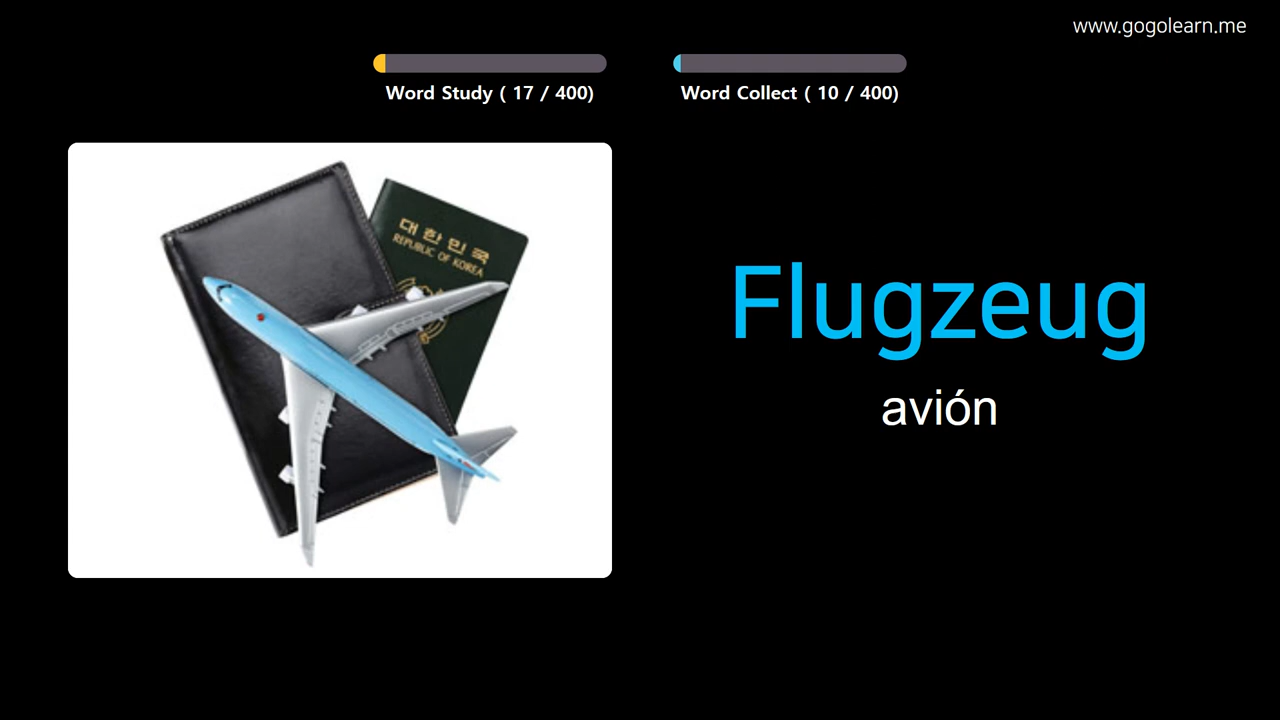 www.gogolearn.me
Word Study ( 17 / 400)
Word Collect ( 10 / 400)
대한민국
REPUBLIC OF KOREA
Flugzeug
avión